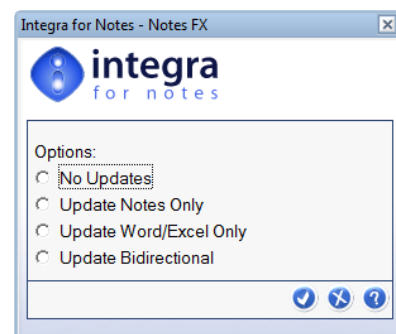 Integra for Notes - Notes FX
integra
for notes
Options:
No Updates
Update Notes Only
Update Word/Excel Only
Update Bidirectional
?